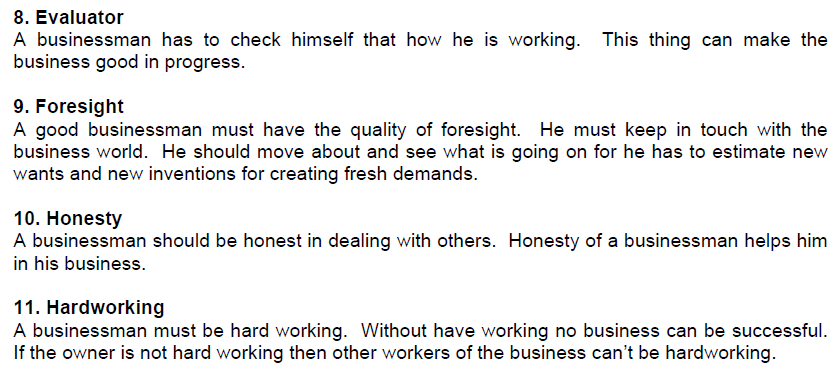 8. Evaluator
A businessman has to check himself that how he is working. This thing can make the
business good in progress.
9. Foresight
A good businessman must have the quality of foresight. He must keep in touch with the
business world. He should move about and see what is going on for he has to estimate new
wants and new inventions for creating fresh demands.
10. Honesty
A businessman should be honest in dealing with others. Honesty of a businessman helps him
in his business.
11. Hardworking
A businessman must be hard working. Without have working no business can be successful.
If the owner is not hard working then other workers of the business can’t be hardworking.